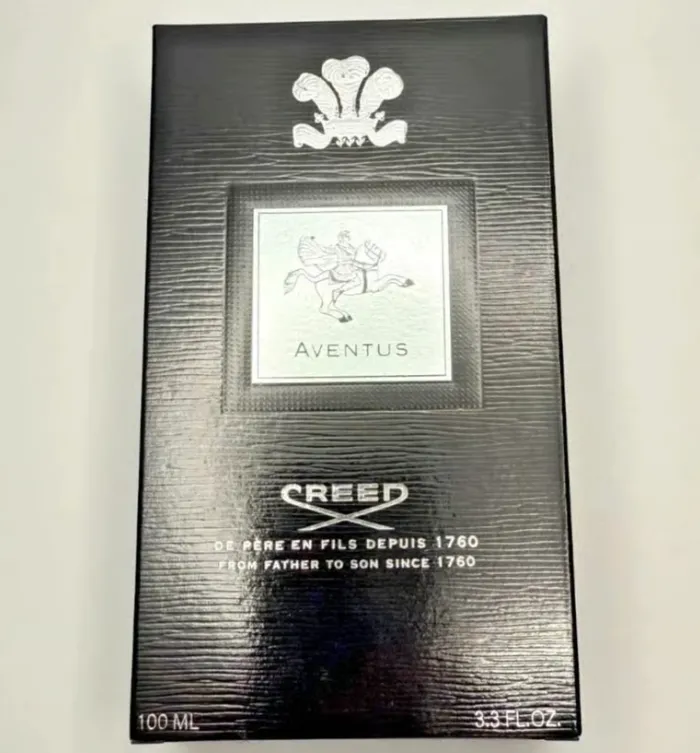 AVENTUS
CREED
DE PÈRE EN FILS DEPUIS 1760
FROM FATHER TO SON SINCE 1760
100 ML
3.3 FL.OZ.